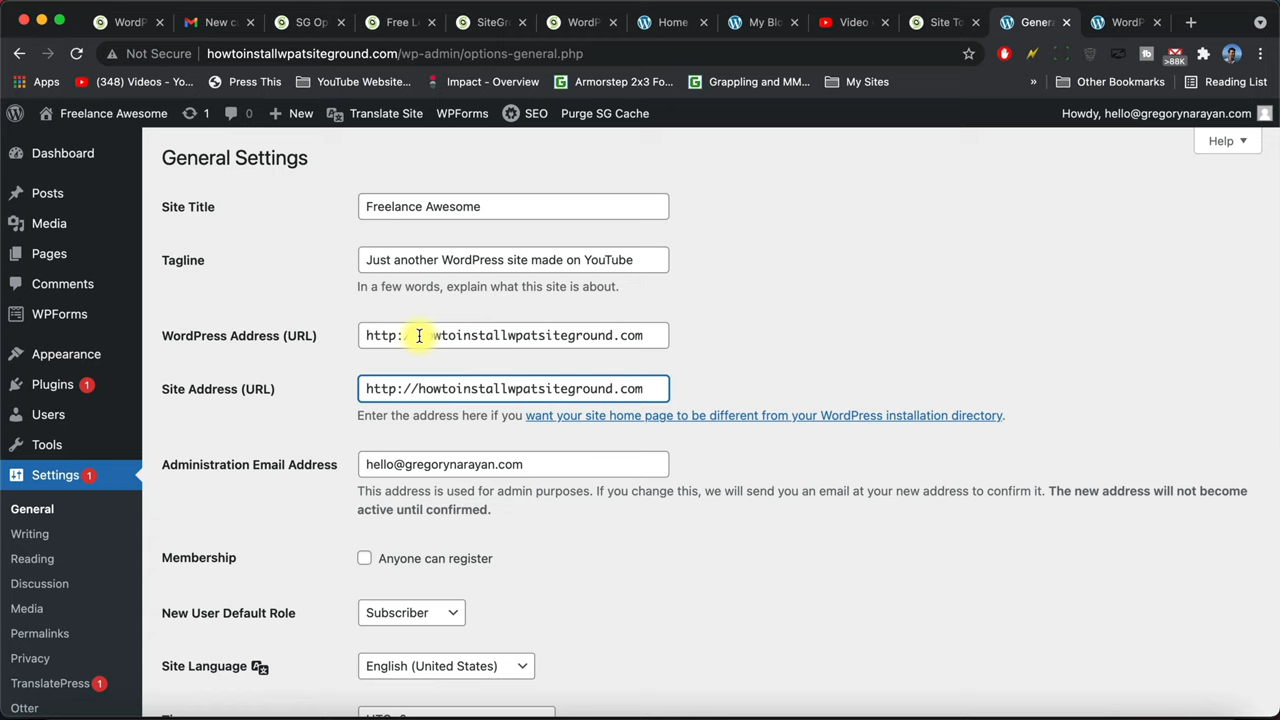 WordP
New c
SG Op
Free L
SiteGr
WordP
Home
My Blo
Video
Site To
Genera
WordP
Not Secure
howtoinstallwpatsiteground.com/wp-admin/options-general.php
>88K
Apps
(348) Videos - Yo...
Press This
YouTube Website...
Impact - Overview
Armorstep 2x3 Fo...
Grappling and MM...
My Sites
»
Other Bookmarks
Reading List
Freelance Awesome
1
0
New
Translate Site
WPForms
SEO
Purge SG Cache
Howdy, hello@gregorynarayan.com
Help
Dashboard
Posts
Media
Pages
Comments
WPForms
Appearance
Plugins 1
Users
Tools
Settings 1
General
Writing
Reading
Discussion
Media
Permalinks
Privacy
TranslatePress 1
Otter
General Settings
Site Title
Freelance Awesome
Tagline
Just another WordPress site made on YouTube
In a few words, explain what this site is about.
WordPress Address (URL)
http://howtoinstallwpatsiteground.com
Site Address (URL)
http://howtoinstallwpatsiteground.com
Enter the address here if you want your site home page to be different from your WordPress installation directory.
Administration Email Address
hello@gregorynarayan.com
This address is used for admin purposes. If you change this, we will send you an email at your new address to confirm it. The new address will not become
active until confirmed.
Membership
Anyone can register
New User Default Role
Subscriber
Site Language
English (United States)